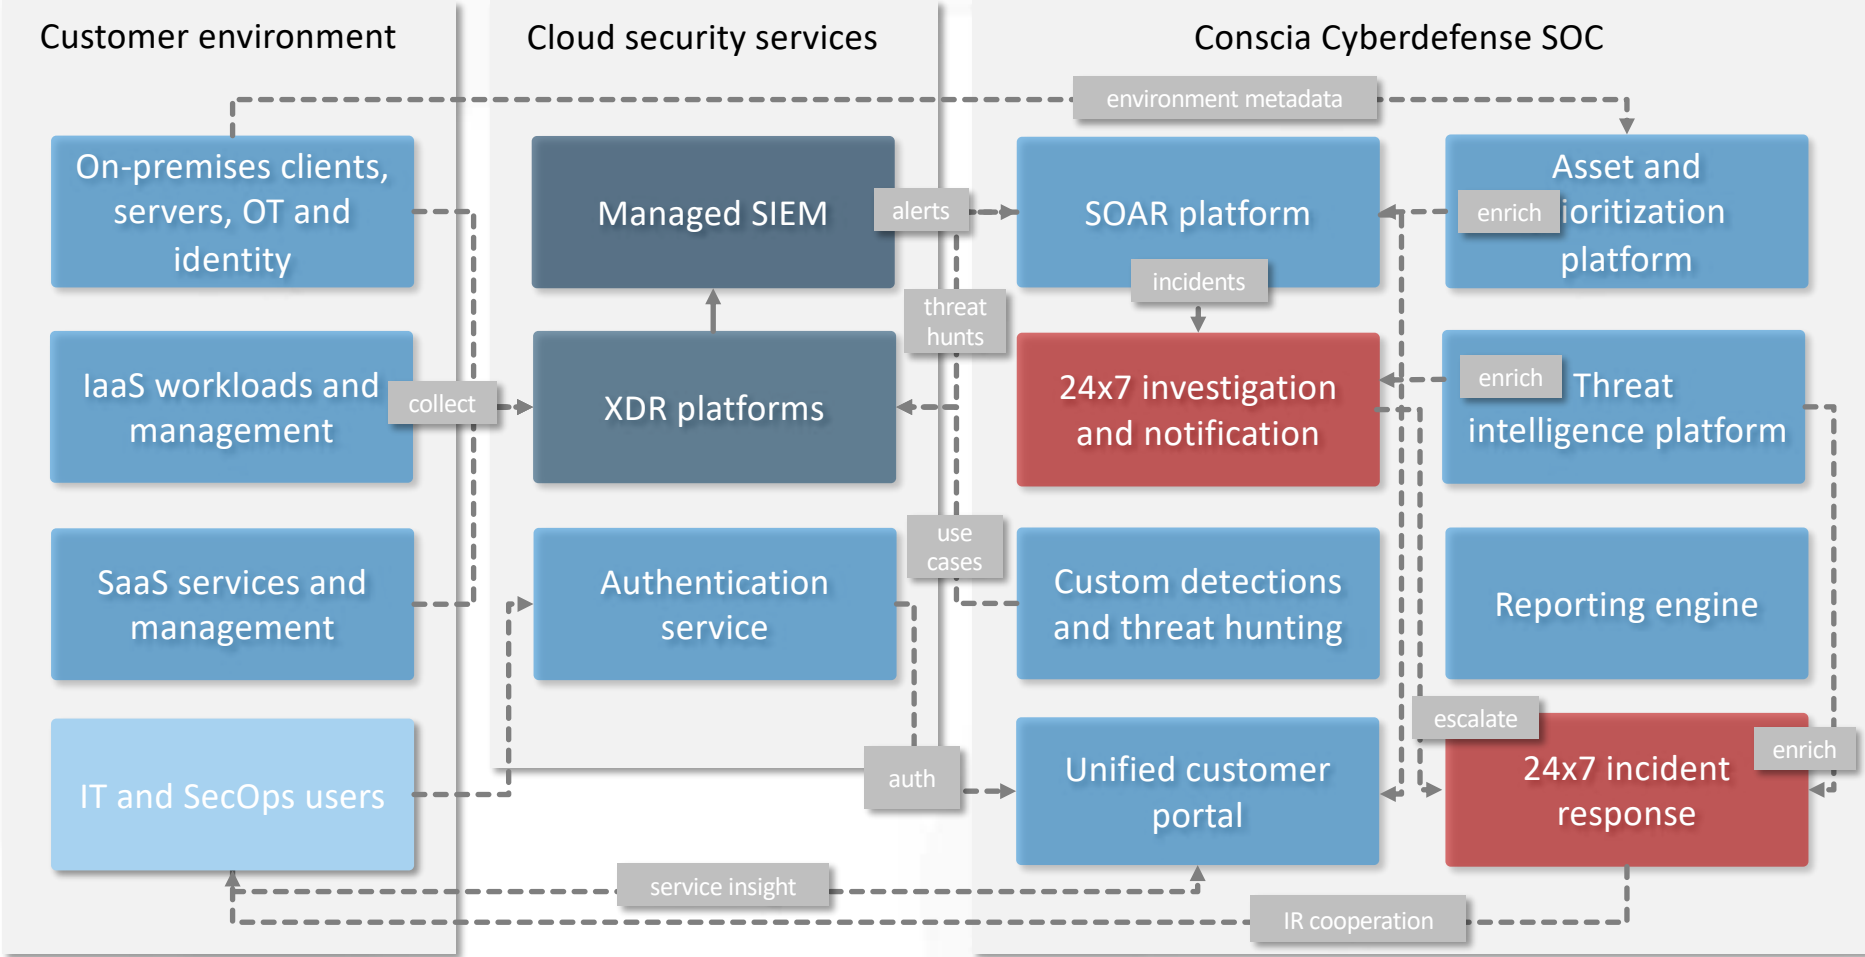 Customer environment
Cloud security services
Conscia Cyberdefense SOC
environment metadata
On-premises clients,
servers, OT and
identity
Managed SIEM
alerts
SOAR platform
enrich
Asset and
ioritization
platform
incidents
threat
hunts
IaaS workloads and
management
collect
XDR platforms
24x7 investigation
and notification
enrich
Threat
intelligence platform
SaaS services and
management
Authentication
service
use
cases
Custom detections
and threat hunting
Reporting engine
escalate
IT and SecOps users
auth
Unified customer
portal
24x7 incident
response
enrich
service insight
IR cooperation